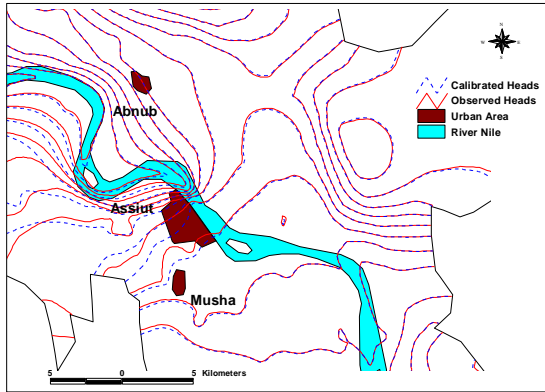 N
W E
S
Calibrated Heads
Observed Heads
Urban Area
River Nile
Abnub
Assiut
Musha
5 0 5 Kilometers